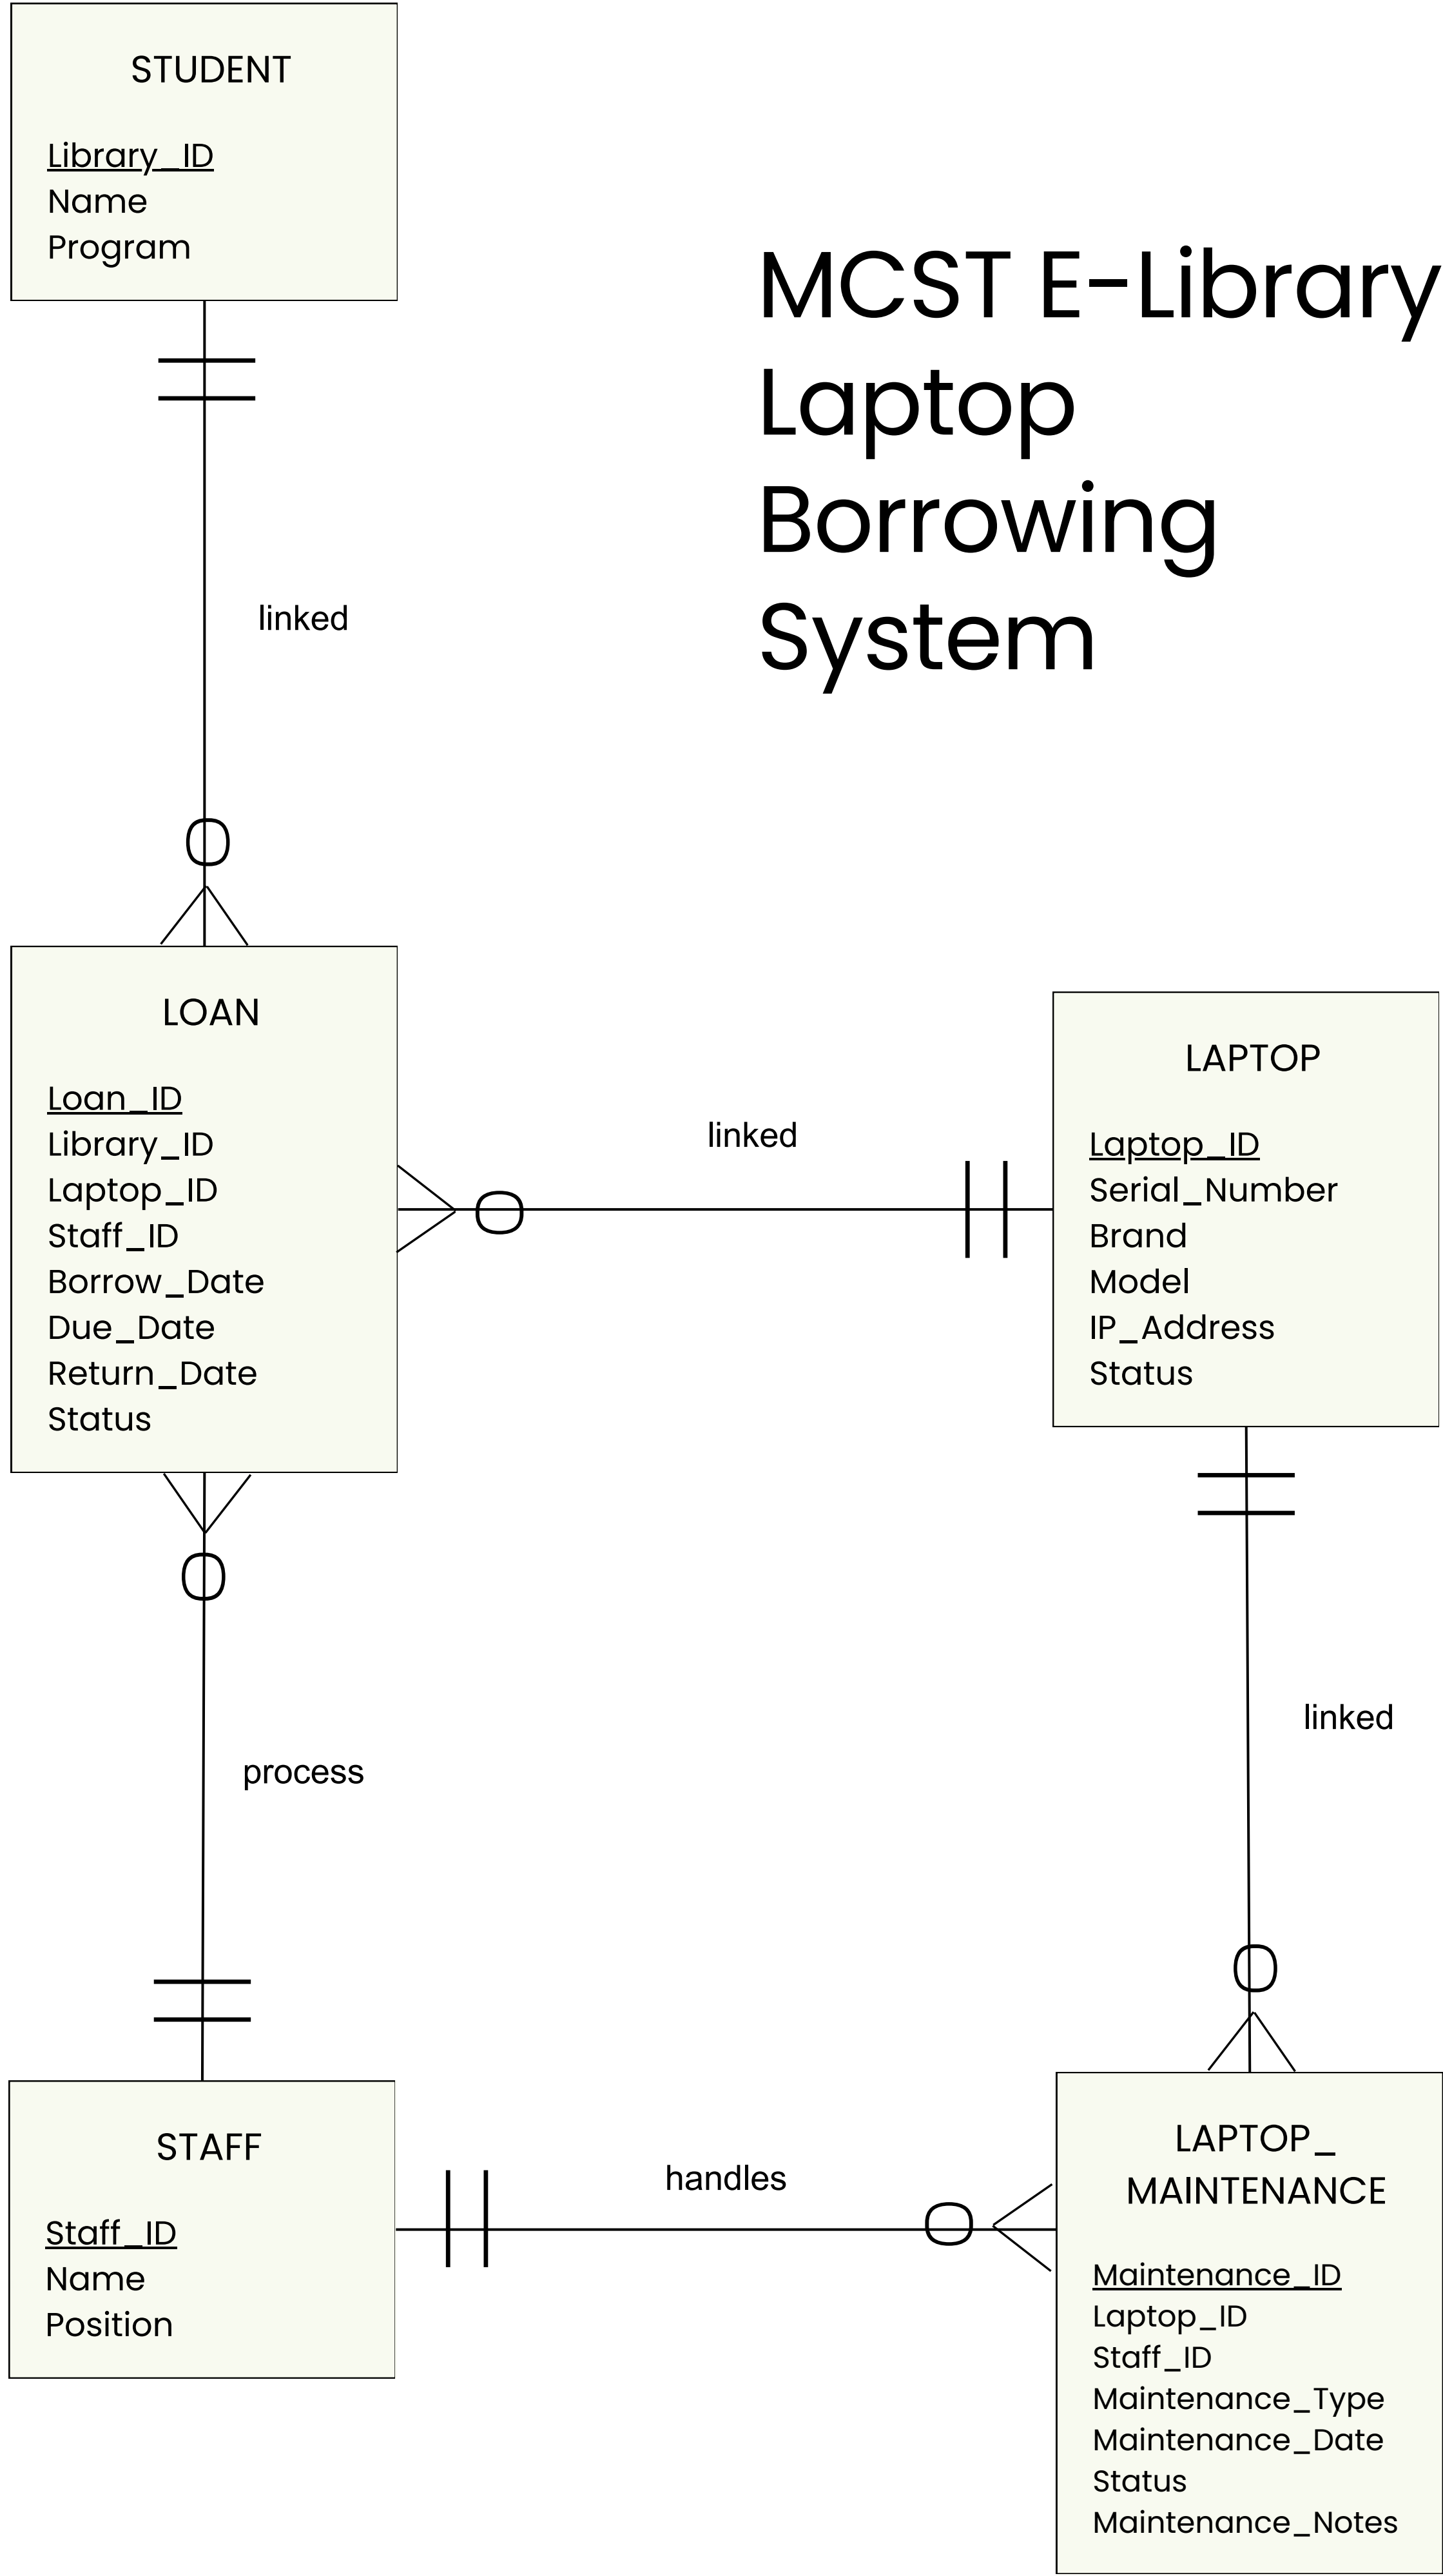 STUDENT
Library_ID
Name
Program
MCST E-Library
Laptop
Borrowing
System
linked
O
LOAN
Loan_ID
Library_ID
Laptop_ID
Staff_ID
Borrow_Date
Due_Date
Return_Date
Status
linked
O
LAPTOP
Laptop_ID
Serial_Number
Brand
Model
IP_Address
Status
O
process
linked
O
STAFF
Staff_ID
Name
Position
handles
O
LAPTOP_
MAINTENANCE
Maintenance_ID
Laptop_ID
Staff_ID
Maintenance_Type
Maintenance_Date
Status
Maintenance_Notes